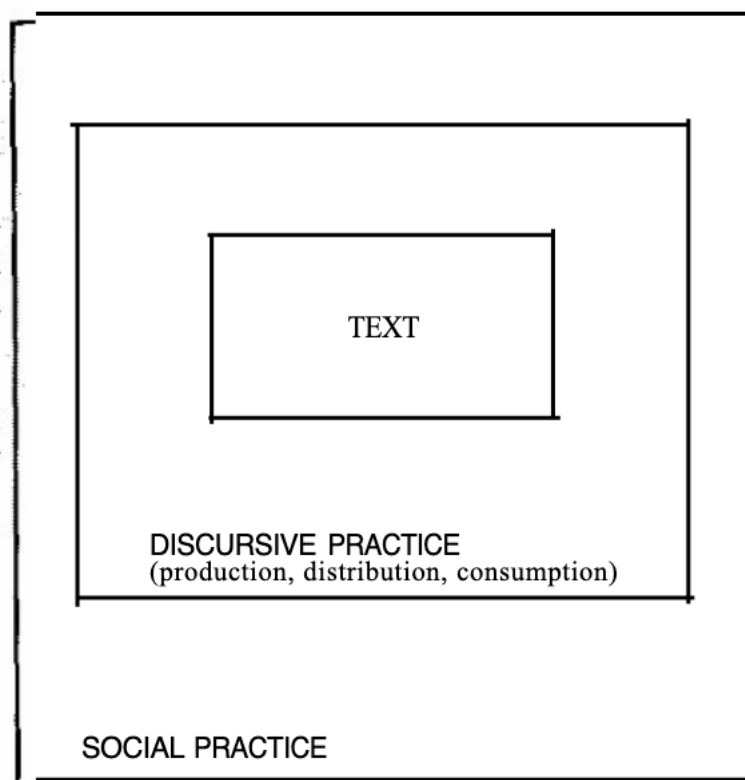 TEXT
DISCURSIVE PRACTICE
(production, distribution, consumption)
SOCIAL PRACTICE